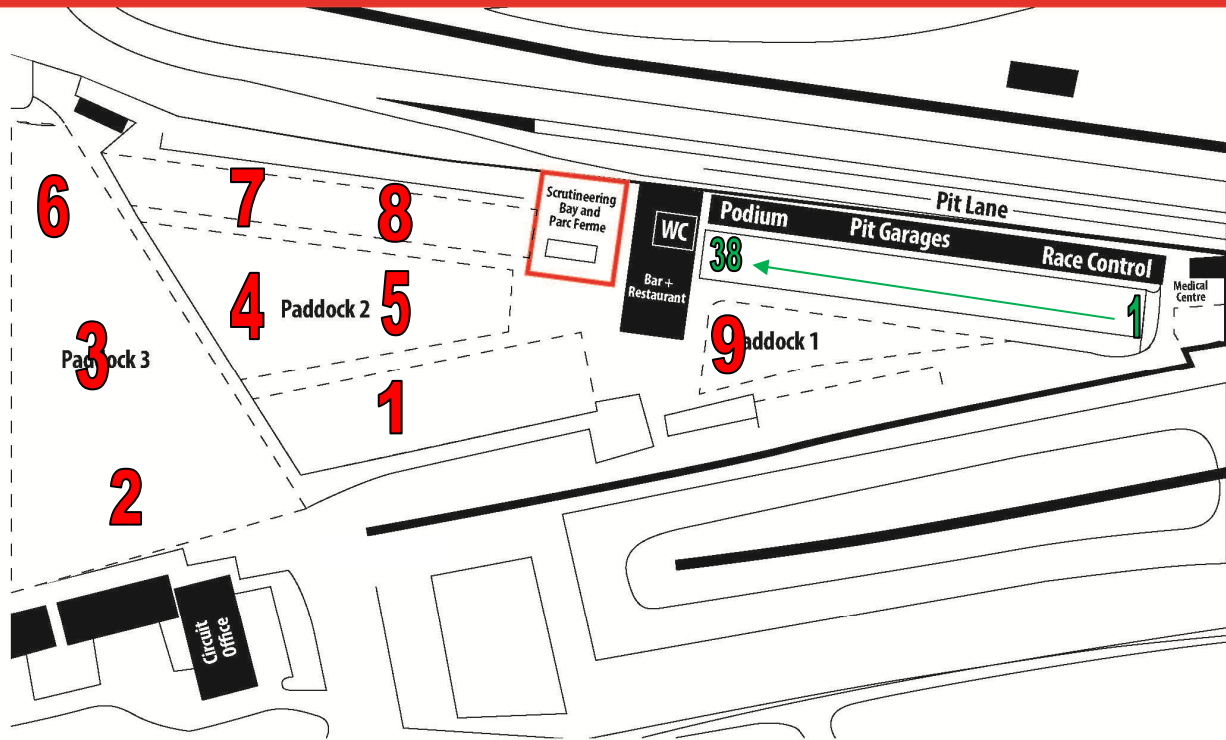 Pit Lane
Podium
Pit Garages
Race Control
Scrutineering
Bay and
Parc Ferme
WC
Bar +
Restaurant
Medical
Centre
38
1
6
7
8
4
Paddock 2
5
9
addock 1
Paddock 3
3
1
2
Circuit
Office